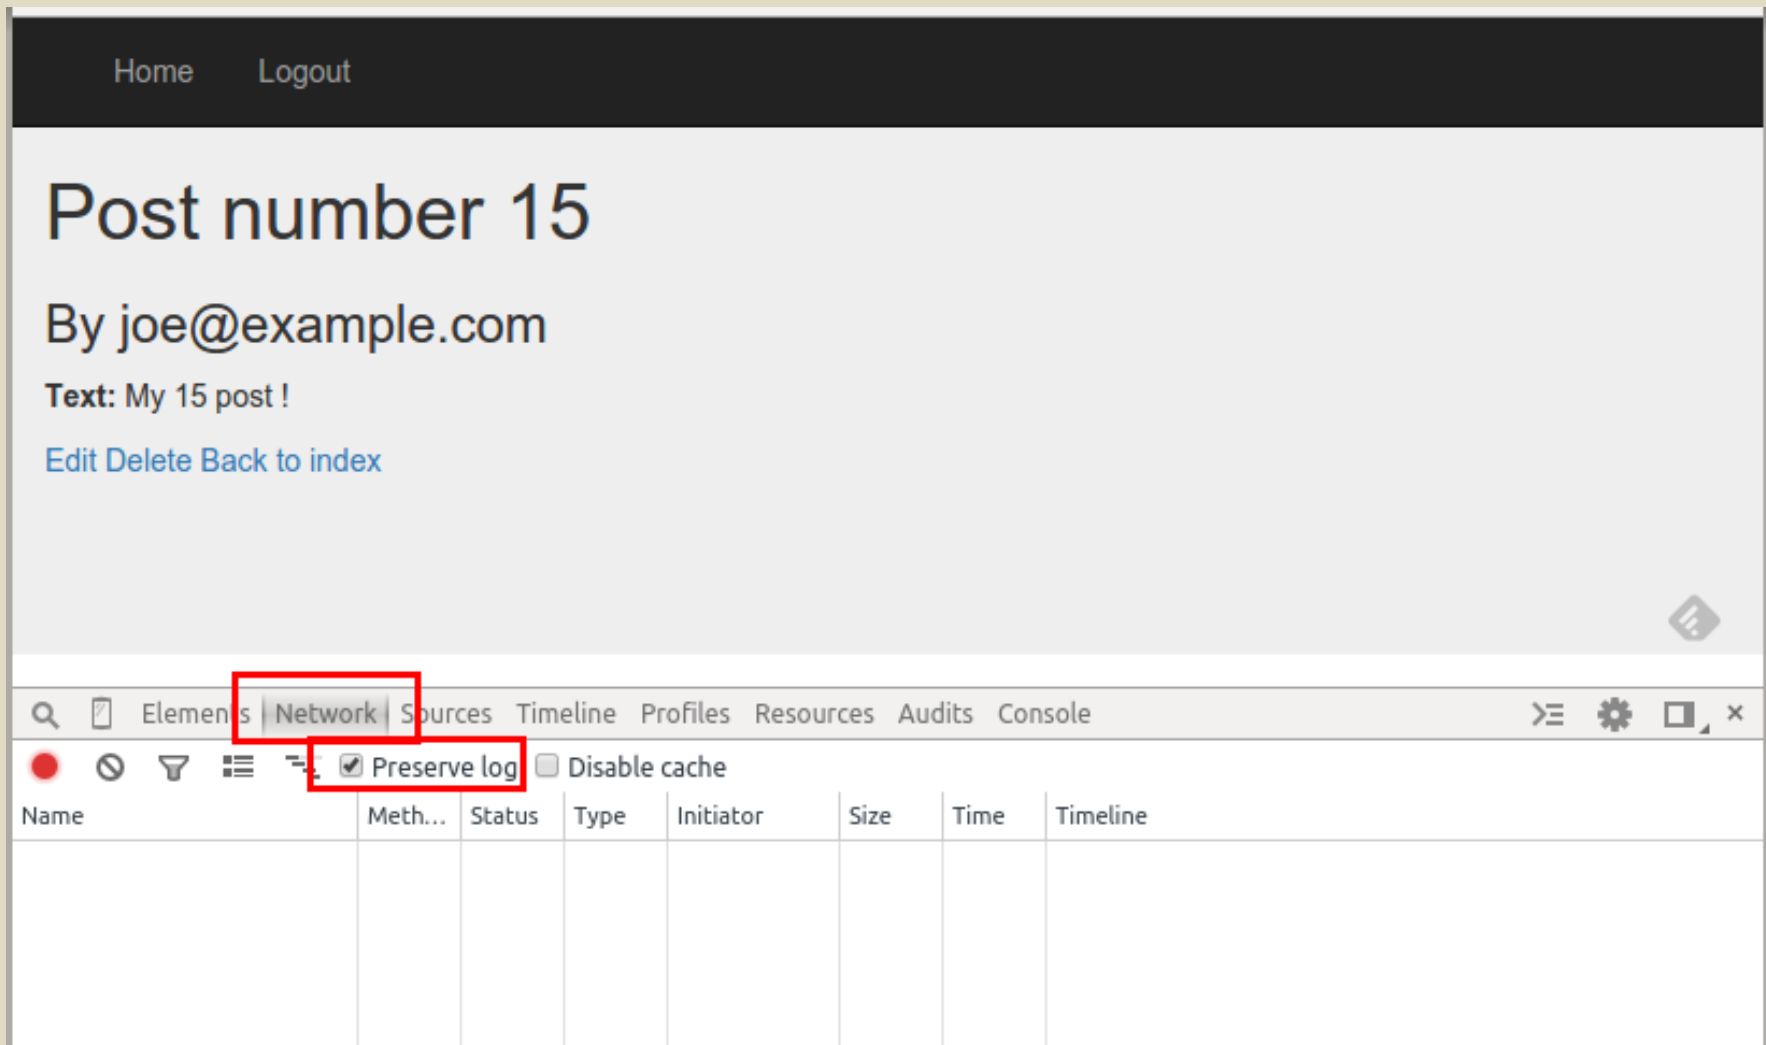 Home Logout
Post number 15
By joe@example.com
Text: My 15 post !
Edit Delete Back to index
Elements Network Sources Timeline Profiles Resources Audits Console
Preserve log Disable cache
Name Meth... Status Type Initiator Size Time Timeline